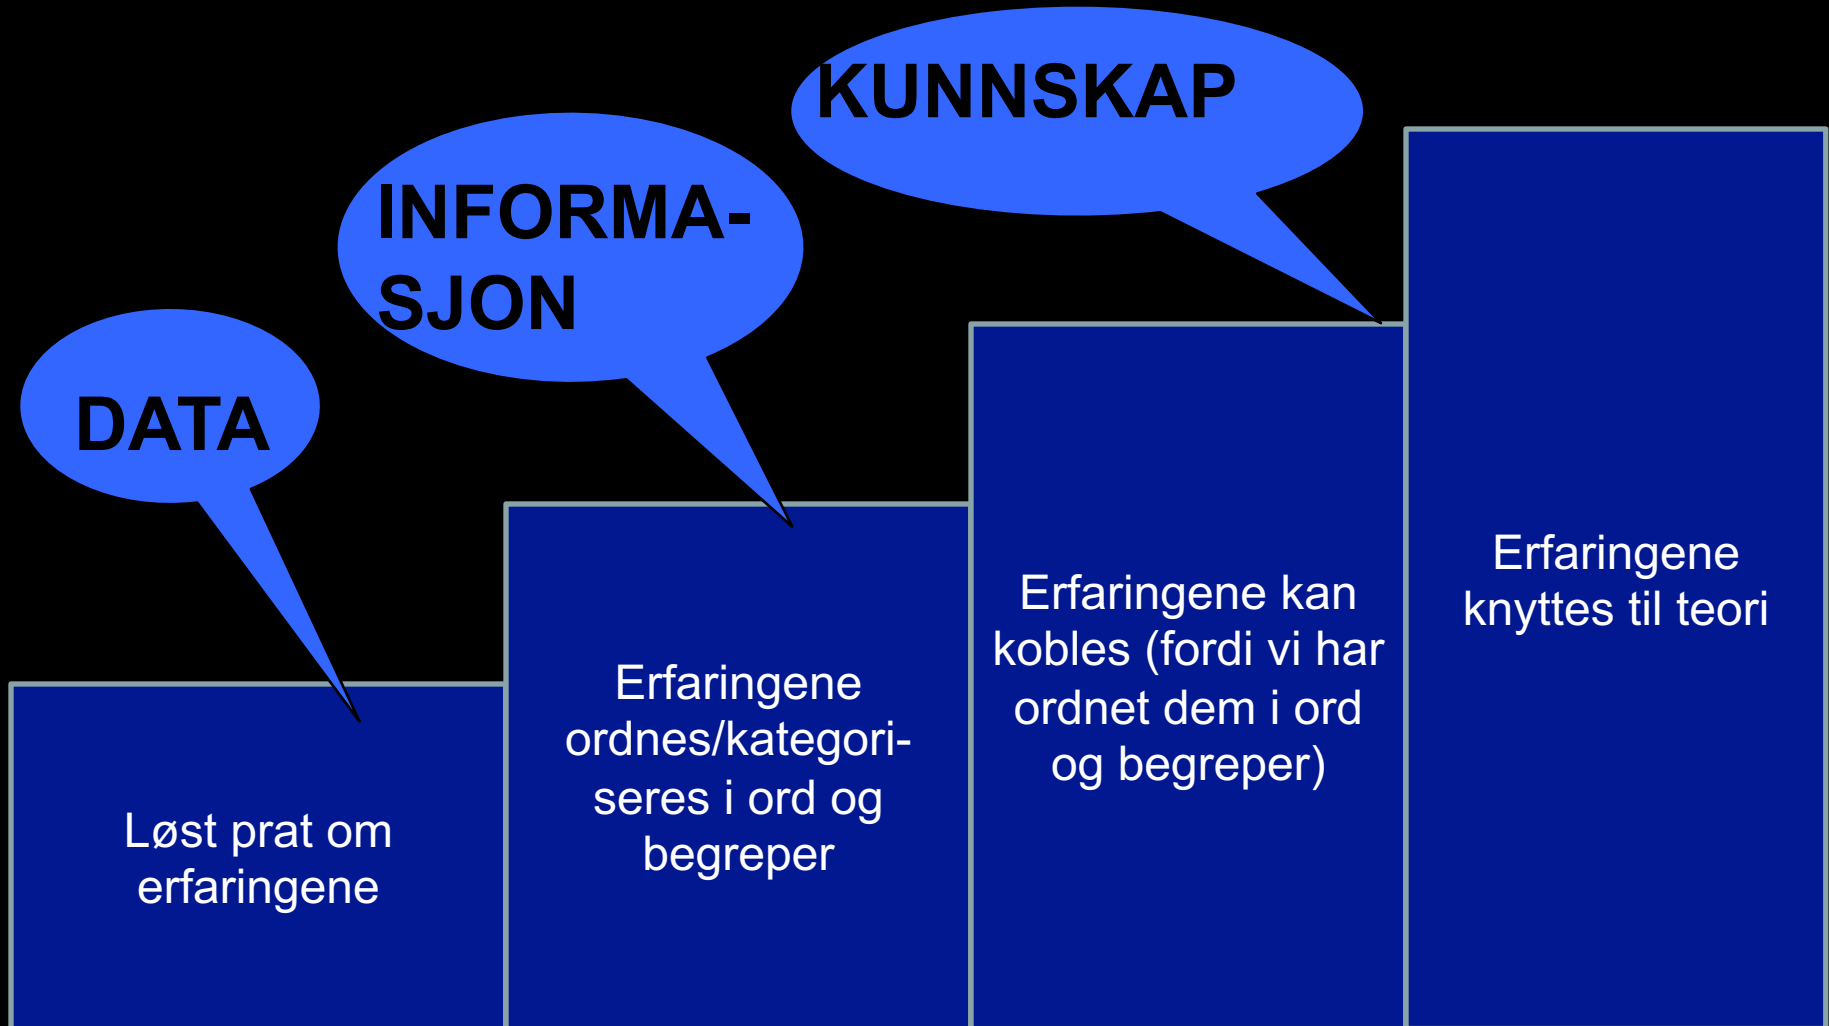 KUNNSKAP
INFORMA-
SJON
DATA
Løst prat om
erfaringene
Erfaringene
ordnes/kategori-
seres i ord og
begreper
Erfaringene kan
kobles (fordi vi har
ordnet dem i ord
og begreper)
Erfaringene
knyttes til teori